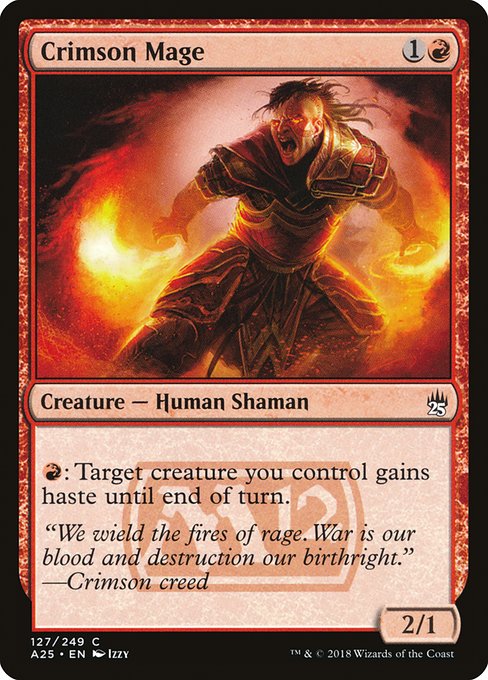 Crimson Mage 1
Creature — Human Shaman
25
: Target creature you control gains
haste until end of turn.
M12
“We wield the fires of rage. War is our
blood and destruction our birthright.”
—Crimson creed
2/1
127/249 C
A25 • EN Izzy
™ & © 2018 Wizards of the Coast